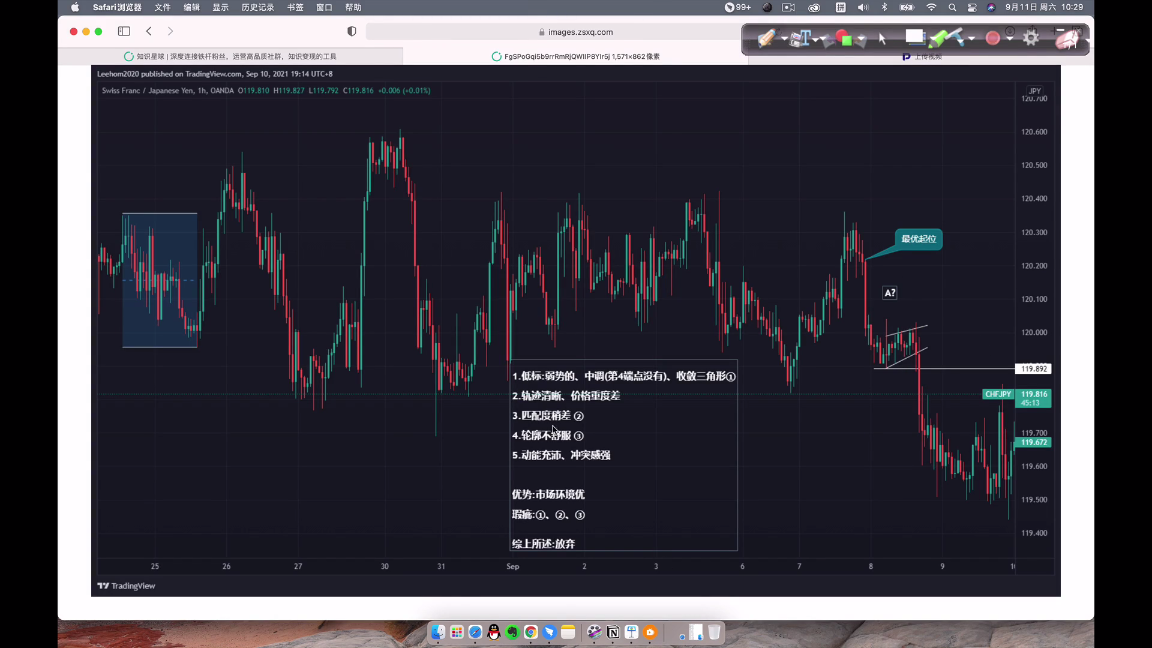 Safari浏览器 文件 编辑 显示 历史记录 书签 窗口 帮助 99+ 拼 9月11日 周六 10:29
images.zsxq.com
知识星球 | 深度连接铁杆粉丝，运营高品质社群，知识变现的工具
1,571×862 像素
上传视频
Leehom2020 published on TradingView.com, Sep 10, 2021 19:14 UTC+8
Swiss Franc / Japanese Yen, 1h, OANDA O119.810 H119.827 L119.792 C119.816 +0.006 (+0.01%)
JPY
120.700
120.600
120.500
120.400
120.300
最优起位
120.200
A?
120.100
120.000
119.892
1.低标:弱势的、中调(第4端点没有)、收敛三角形①
2.轨迹清晰、价格重度差
CHFJPY 119.816
45:13
3.匹配度稍差 ②
4.轮廓不舒服 ③
119.700
119.672
5.动能充沛、冲突感强
119.600
优势:市场环境优
119.500
瑕疵:①、②、③
119.400
综上所述:放弃
25 26 27 30 31 Sep 2 3 6 7 8 9 1
TradingView